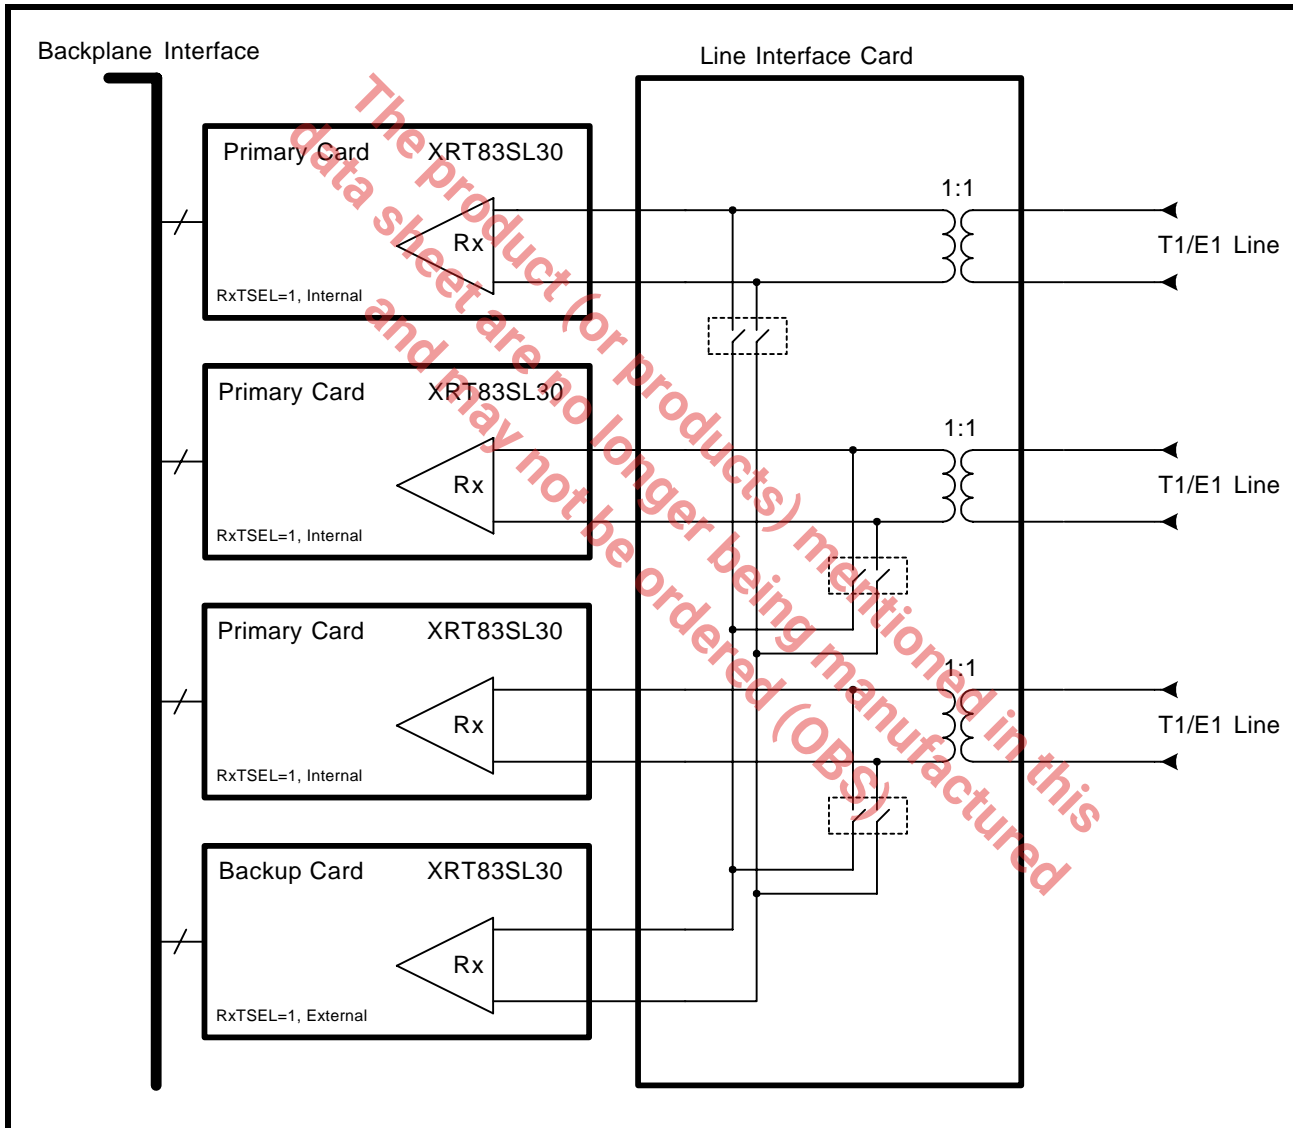 Backplane Interface
Line Interface Card
Primary Card XRT83SL30
Rx
RxTSEL=1, Internal
1:1
T1/E1 Line
Primary Card XRT83SL30
Rx
RxTSEL=1, Internal
1:1
T1/E1 Line
Primary Card XRT83SL30
Rx
RxTSEL=1, Internal
1:1
T1/E1 Line
Backup Card XRT83SL30
Rx
RxTSEL=1, External
The product (or products) mentioned in this
data sheet are no longer being manufactured
and may not be ordered (OBS)